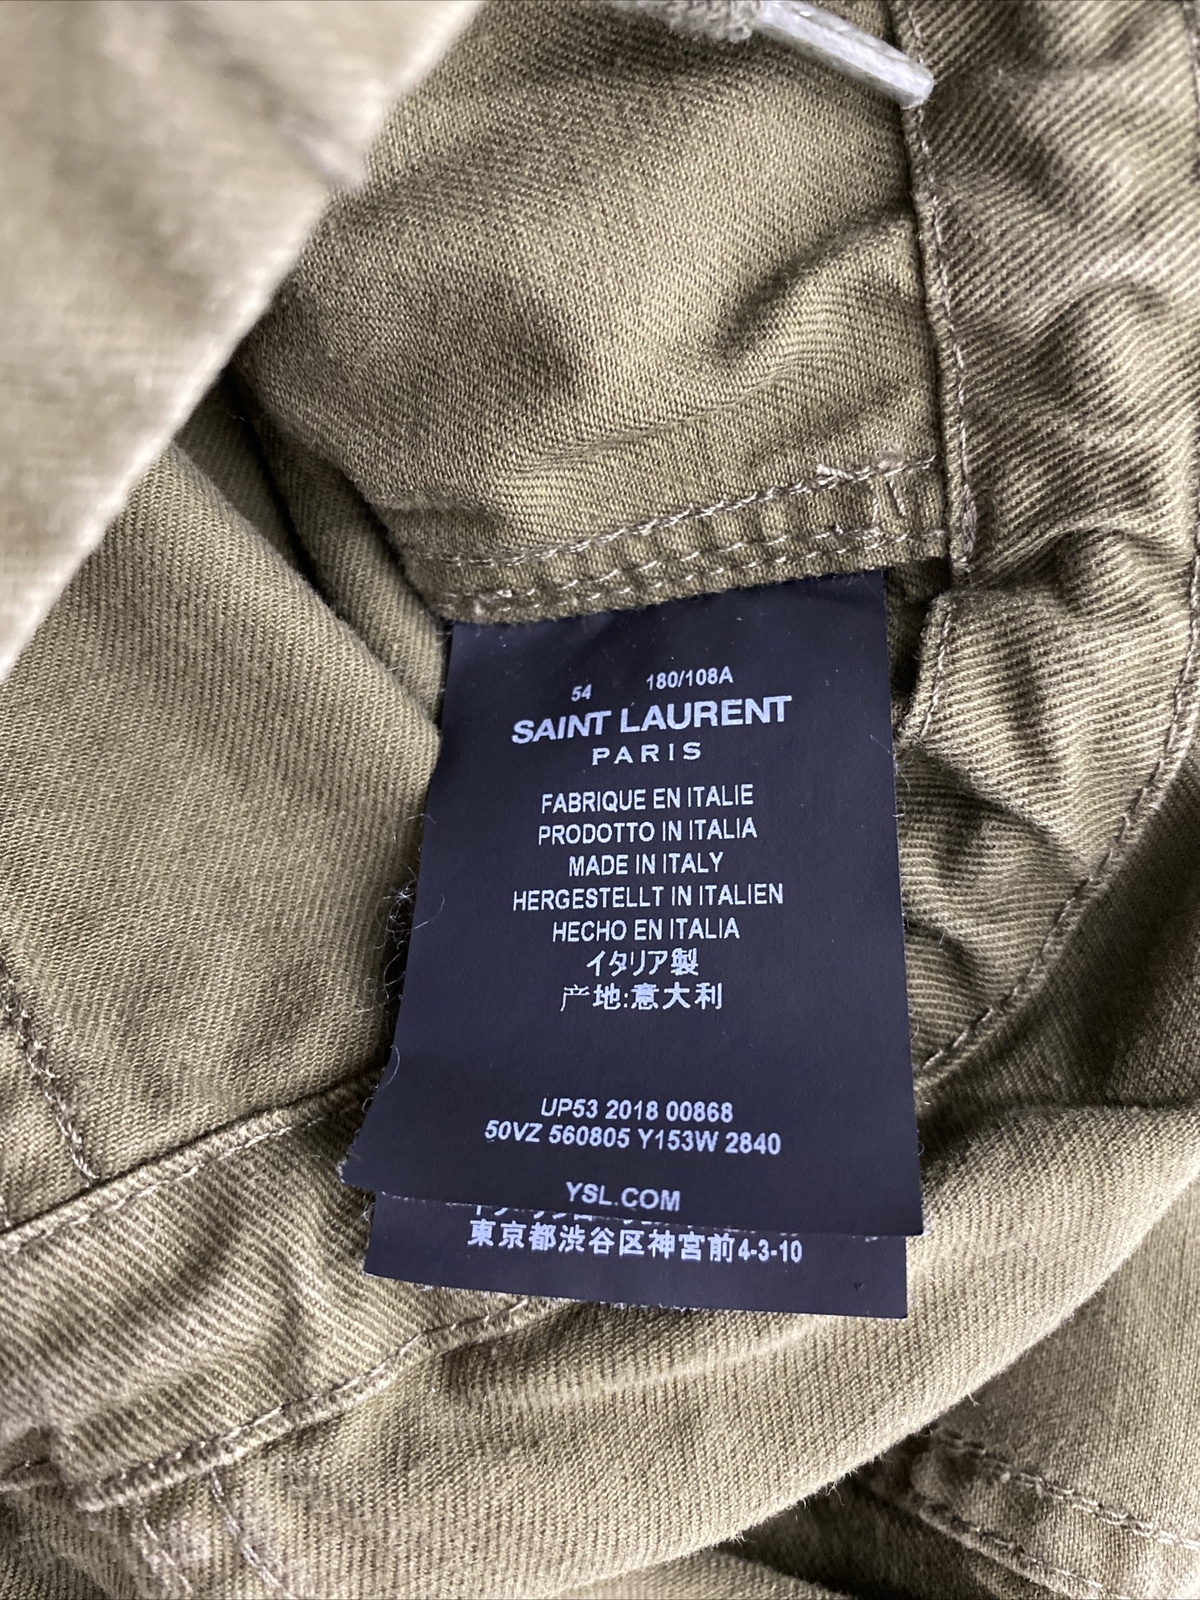 54 180/108A
SAINT LAURENT
PARIS
FABRIQUE EN ITALIE
PRODOTTO IN ITALIA
MADE IN ITALY
HERGESTELLT IN ITALIEN
HECHO EN ITALIA
イタリア製
产地:意大利
UP53 2018 00868
50VZ 560805 Y153W 2840
YSL.COM
東京都渋谷区神宮前4-3-10